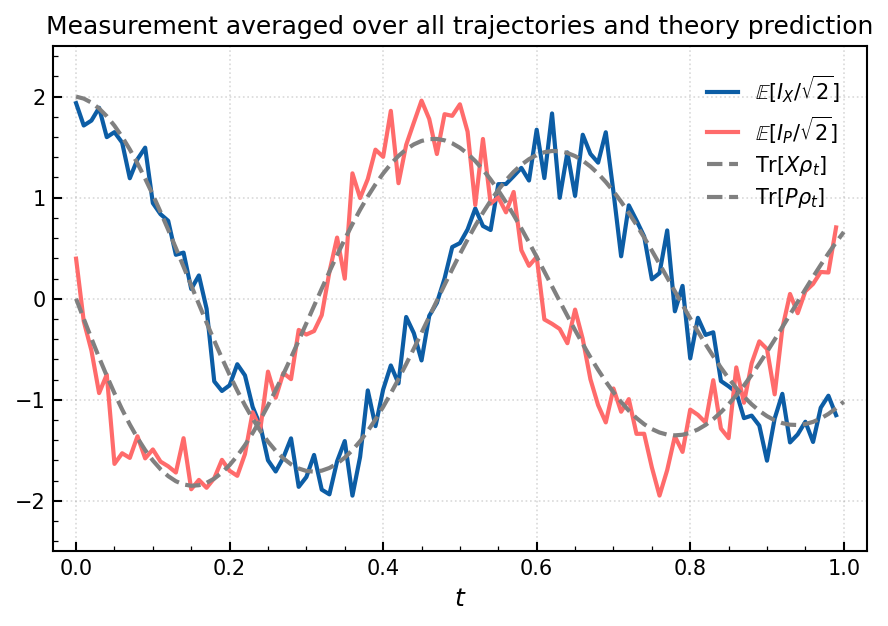 Measurement averaged over all trajectories and theory prediction
𝔼[I_X/√2]
𝔼[I_P/√2]
Tr[Xρ_t]
Tr[Pρ_t]
2
1
0
−1
−2
0.0 0.2 0.4 0.6 0.8 1.0
t